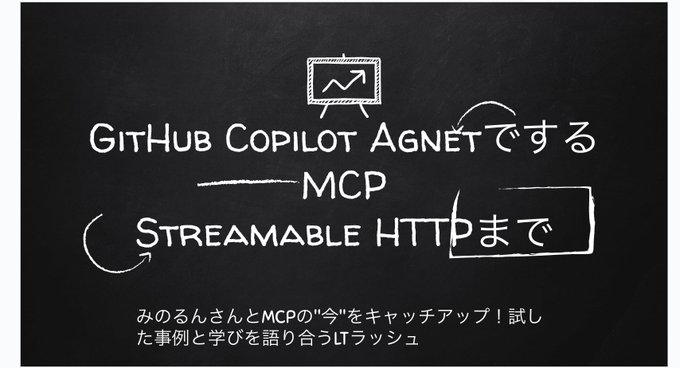 GitHub Copilot Agnetでする
MCP
Streamable HTTPまで
みのるんさんとMCPの"今"をキャッチアップ！試し
た事例と学びを語り合うLTラッシュ